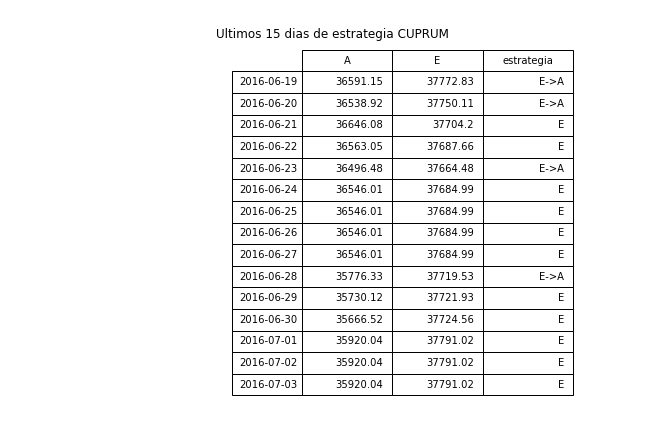 Ultimos 15 dias de estrategia CUPRUM
A E estrategia
2016-06-19 36591.15 37772.83 E->A
2016-06-20 36538.92 37750.11 E->A
2016-06-21 36646.08 37704.2 E
2016-06-22 36563.05 37687.66 E
2016-06-23 36496.48 37664.48 E->A
2016-06-24 36546.01 37684.99 E
2016-06-25 36546.01 37684.99 E
2016-06-26 36546.01 37684.99 E
2016-06-27 36546.01 37684.99 E
2016-06-28 35776.33 37719.53 E->A
2016-06-29 35730.12 37721.93 E
2016-06-30 35666.52 37724.56 E
2016-07-01 35920.04 37791.02 E
2016-07-02 35920.04 37791.02 E
2016-07-03 35920.04 37791.02 E